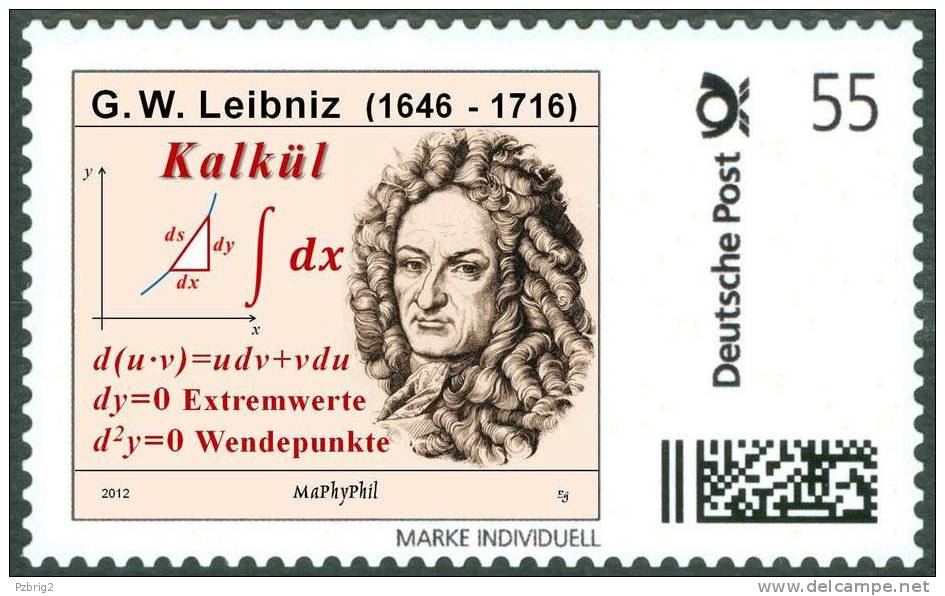 G. W. Leibniz (1646 - 1716)
Kalkül
y
ds
dy
dx
∫ dx
x
d(u·v)=udv+vdu
dy=0 Extremwerte
d²y=0 Wendepunkte
2012 MaPhyPhil Eg
MARKE INDIVIDUELL
Deutsche Post
55
Pzbrig2
www.delcampe.net